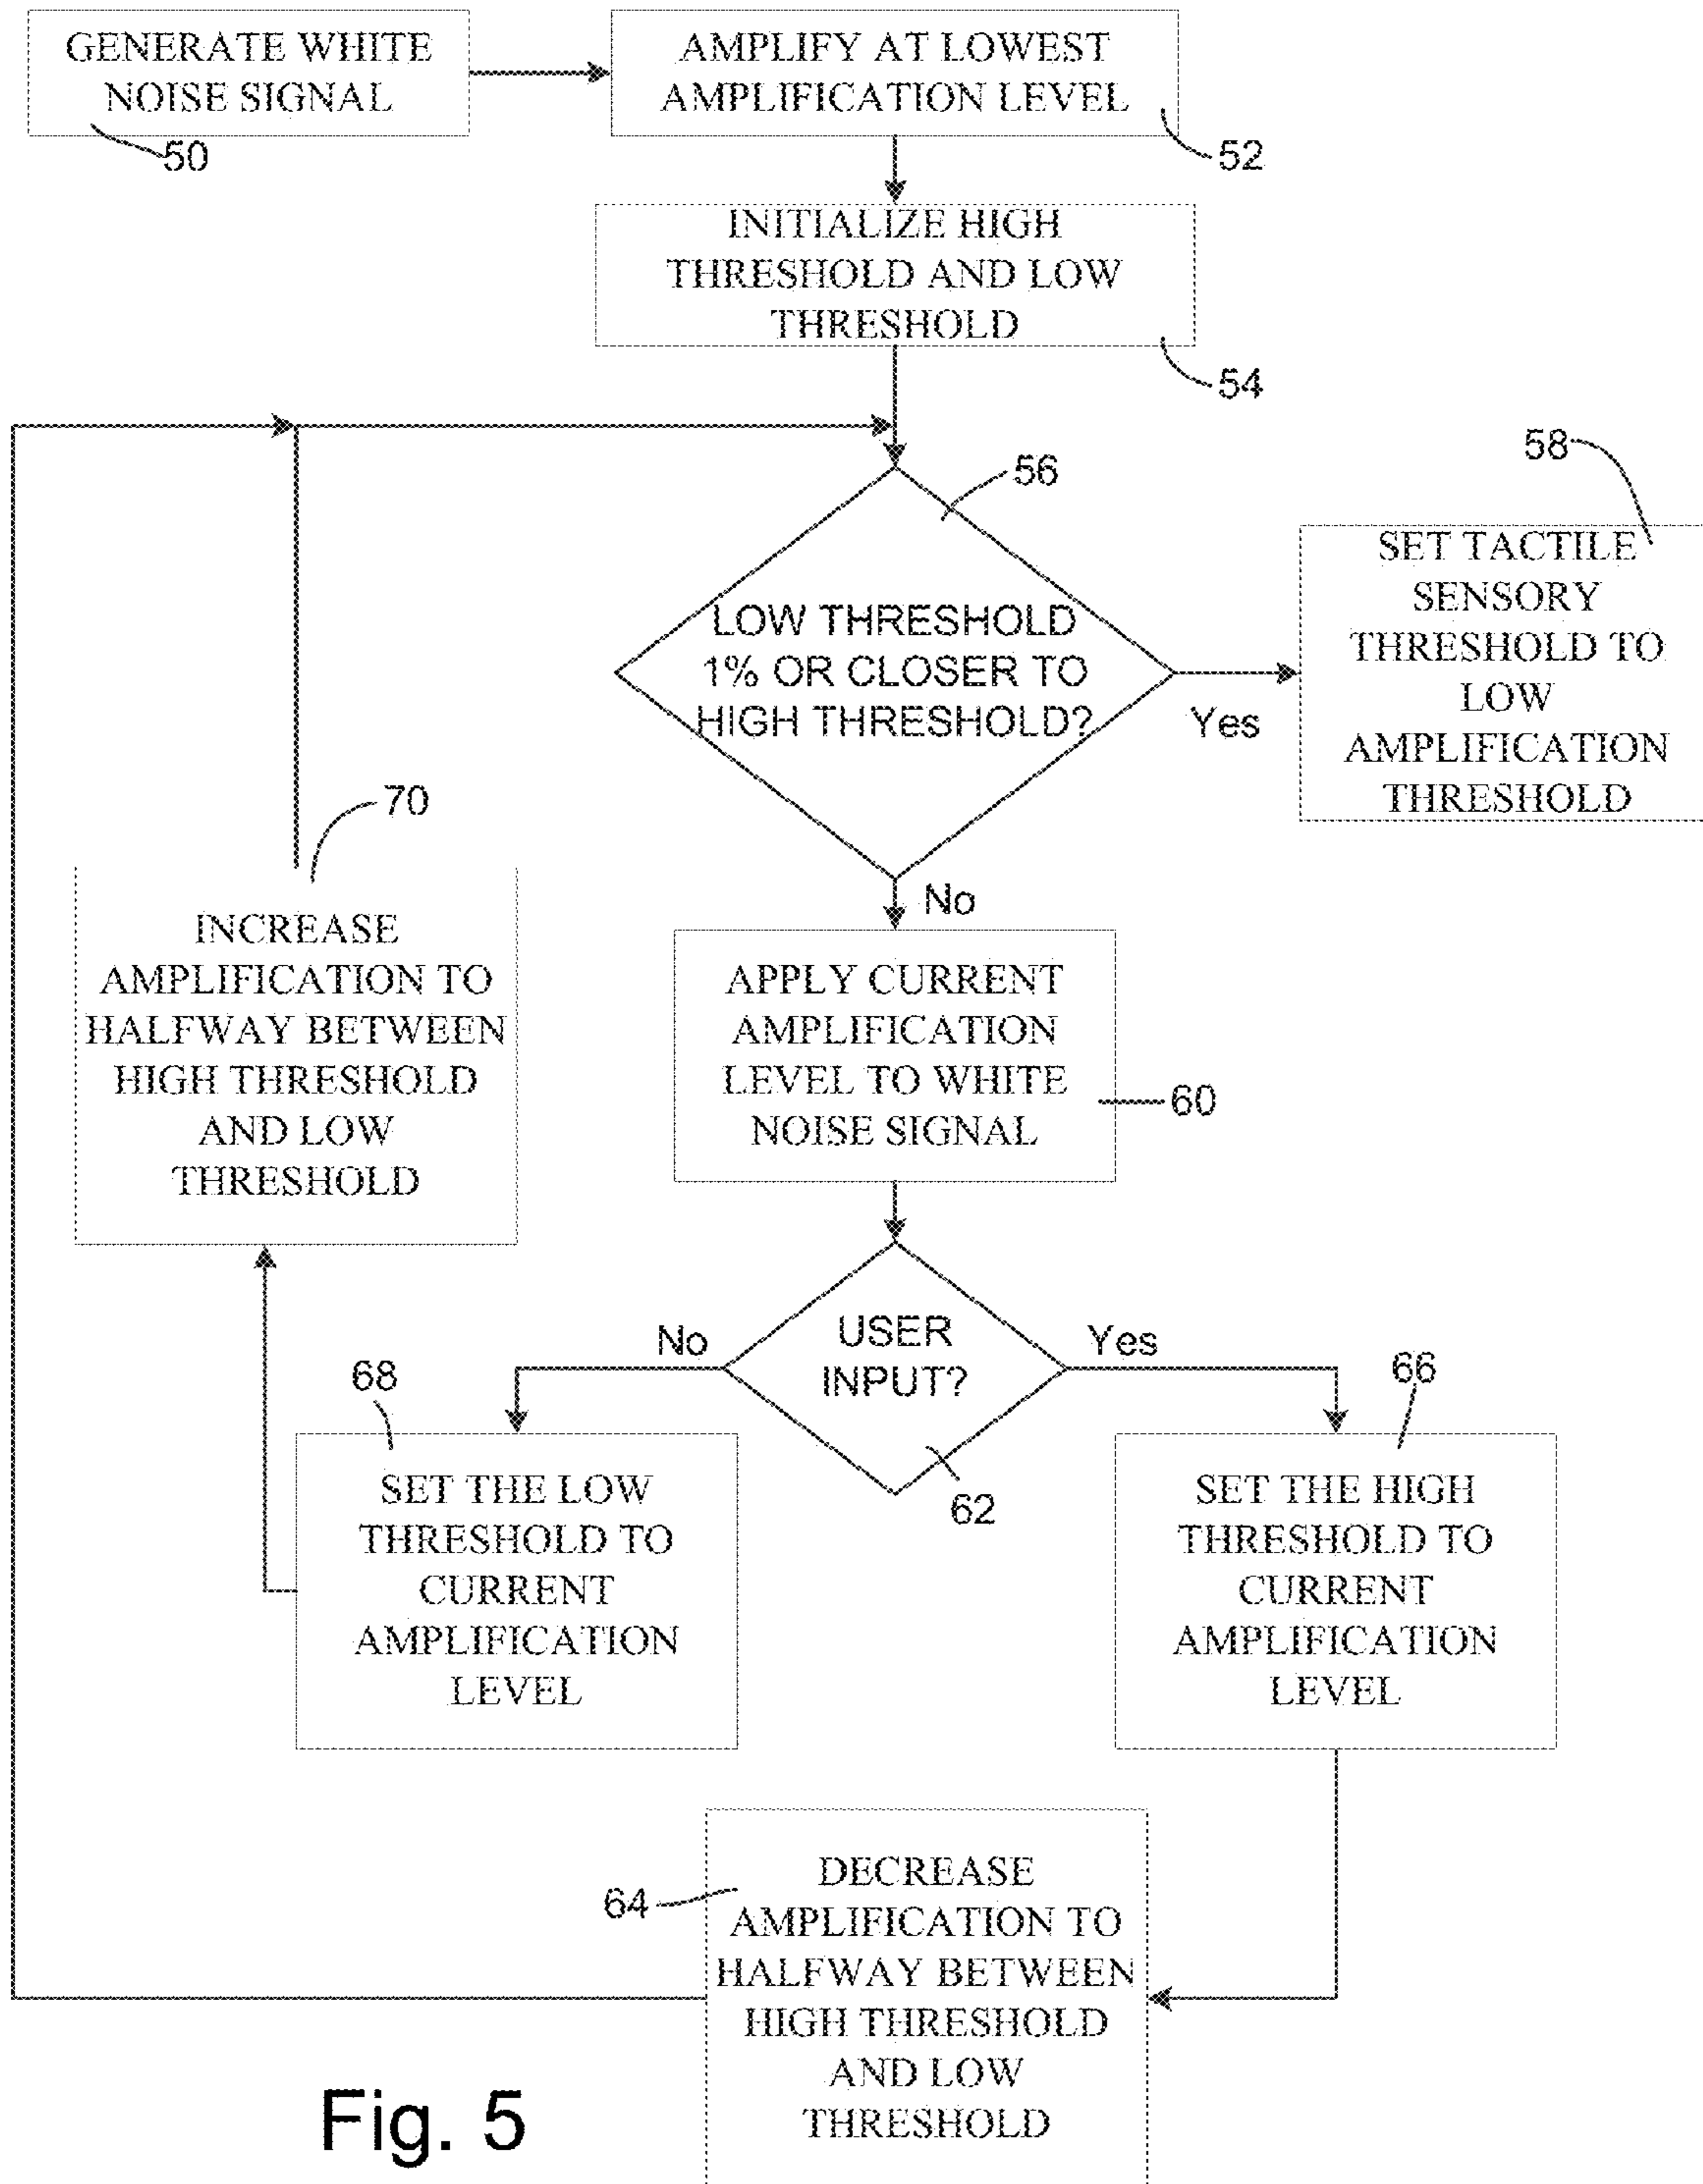 GENERATE WHITE
NOISE SIGNAL
50
AMPLIFY AT LOWEST
AMPLIFICATION LEVEL
52
INITIALIZE HIGH
THRESHOLD AND LOW
THRESHOLD
54
56
LOW THRESHOLD
1% OR CLOSER TO
HIGH THRESHOLD?
Yes
58
SET TACTILE
SENSORY
THRESHOLD TO
LOW
AMPLIFICATION
THRESHOLD
No
70
INCREASE
AMPLIFICATION TO
HALFWAY BETWEEN
HIGH THRESHOLD
AND LOW
THRESHOLD
APPLY CURRENT
AMPLIFICATION
LEVEL TO WHITE
NOISE SIGNAL
60
USER
INPUT?
No
Yes
62
68
SET THE LOW
THRESHOLD TO
CURRENT
AMPLIFICATION
LEVEL
66
SET THE HIGH
THRESHOLD TO
CURRENT
AMPLIFICATION
LEVEL
64
DECREASE
AMPLIFICATION TO
HALFWAY BETWEEN
HIGH THRESHOLD
AND LOW
THRESHOLD
Fig. 5